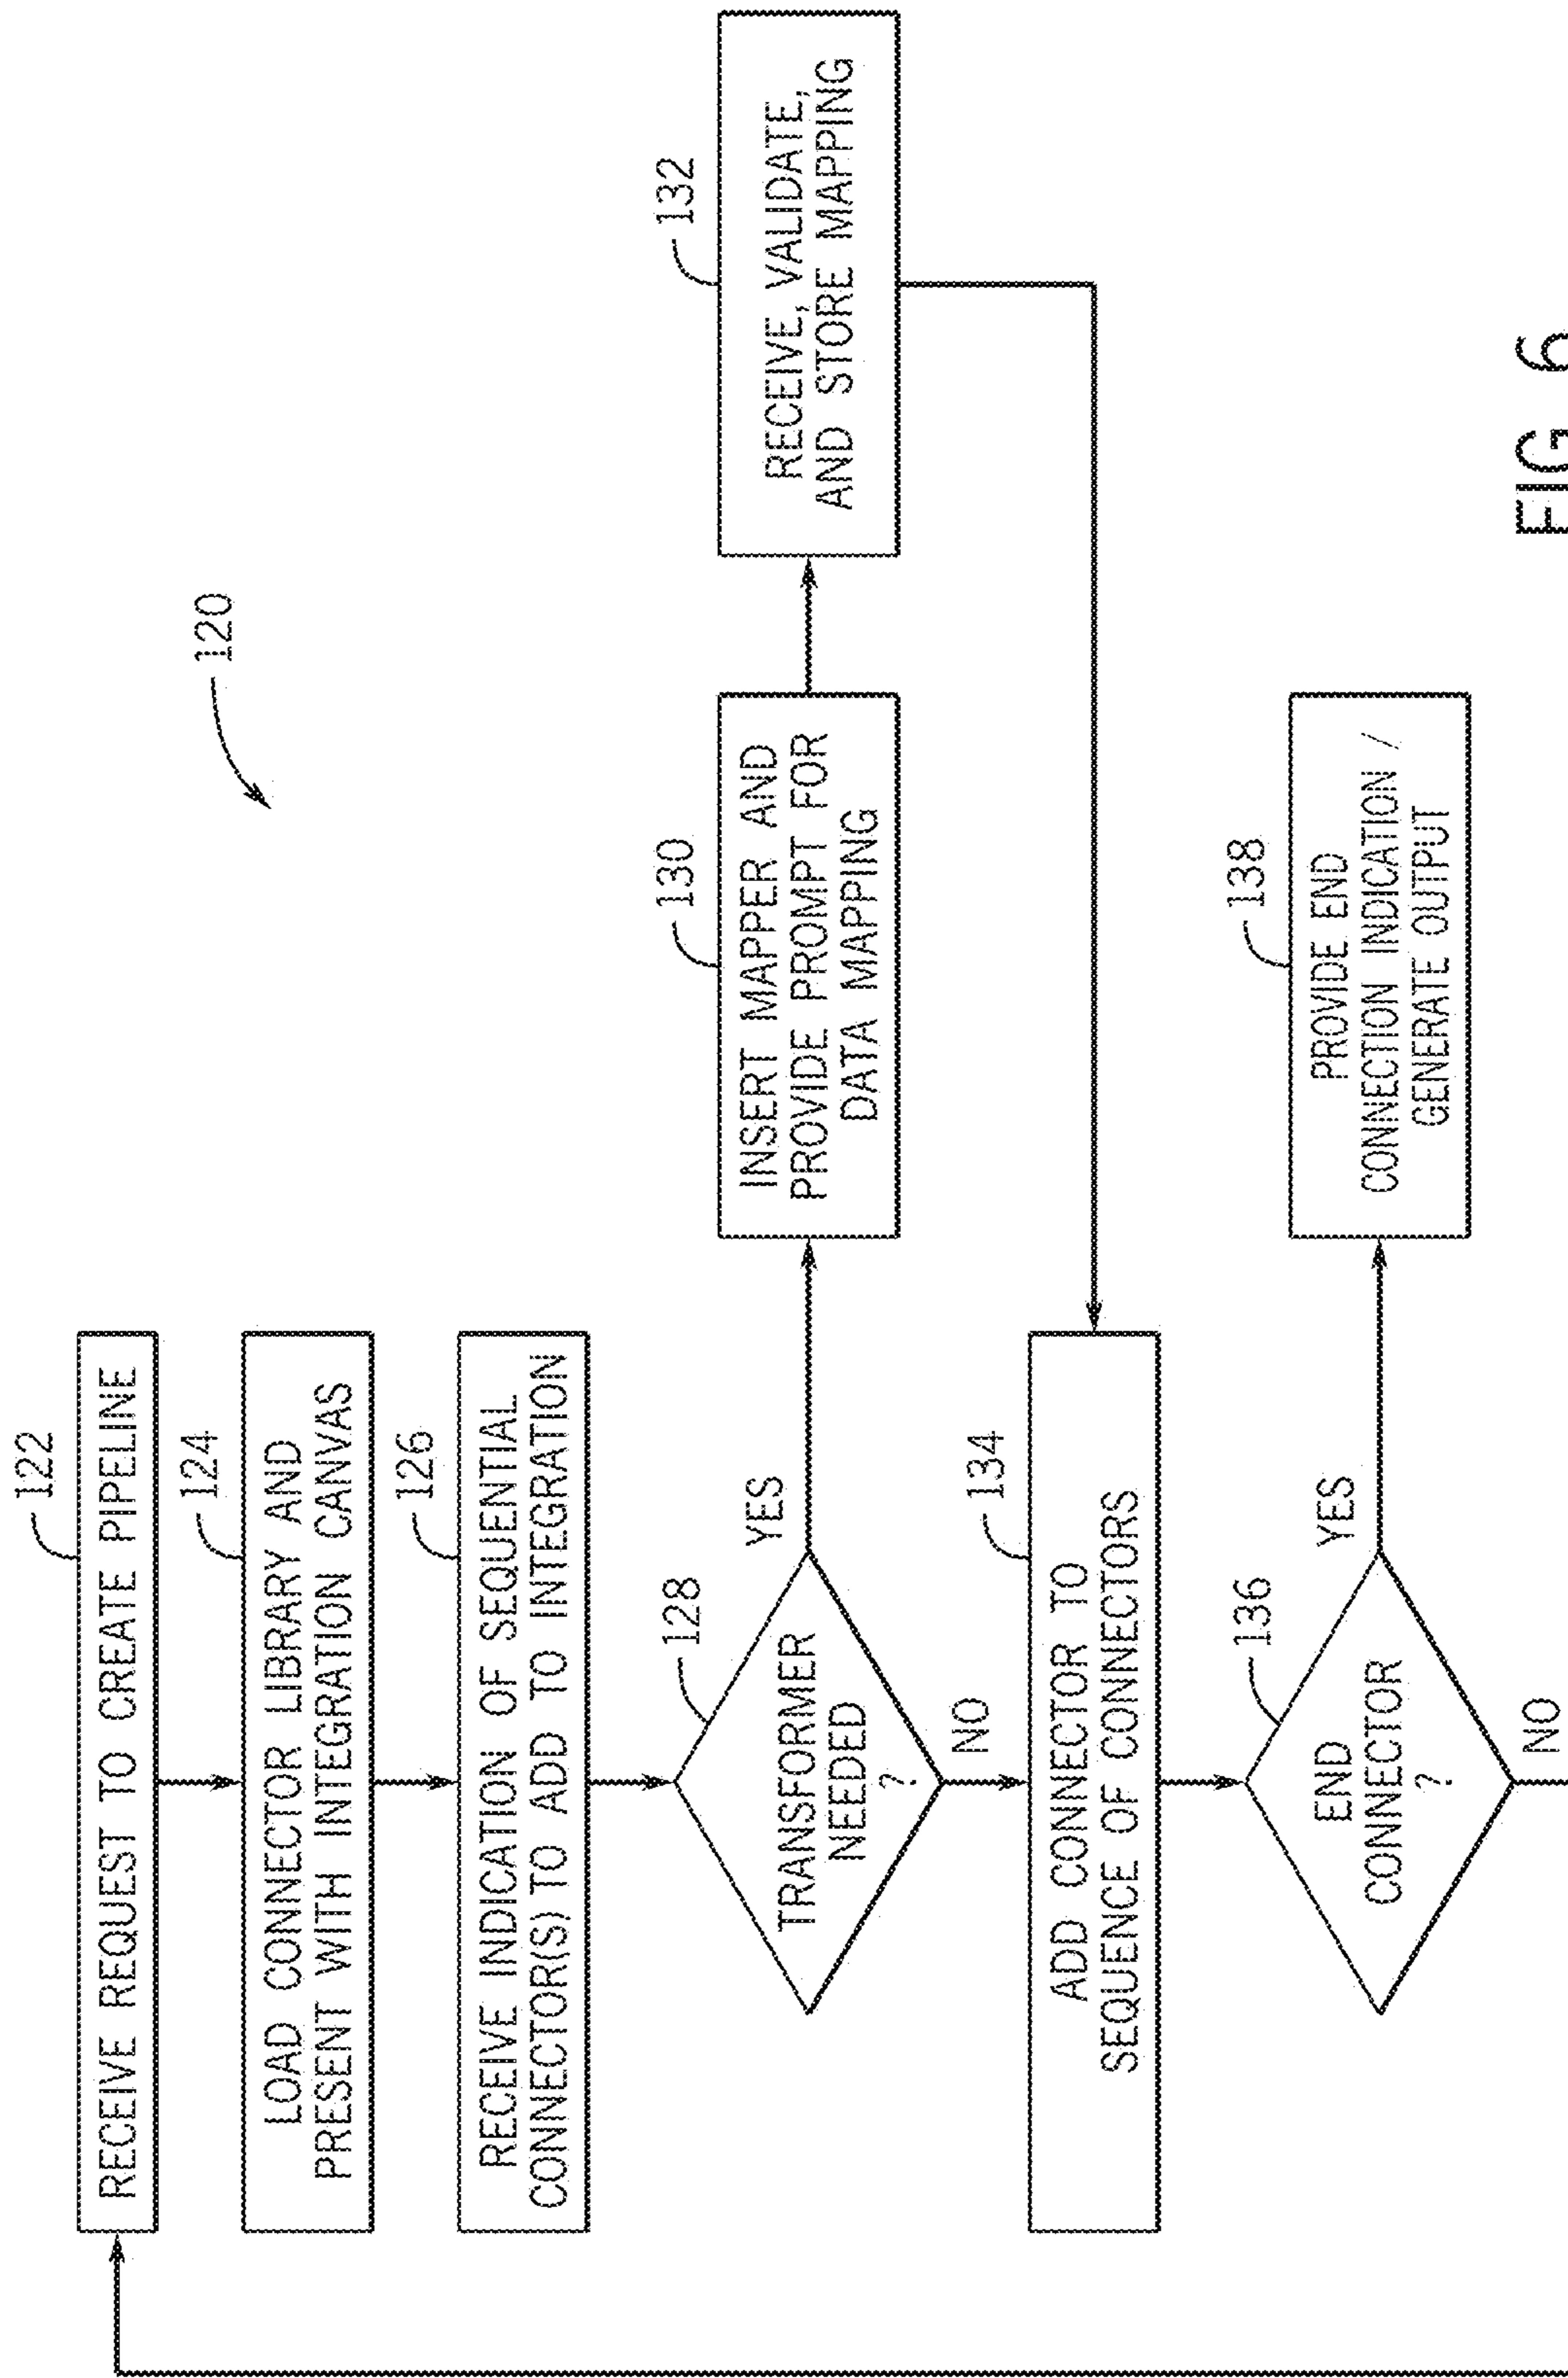 120
122
RECEIVE REQUEST TO CREATE PIPELINE
124
LOAD CONNECTOR LIBRARY AND
PRESENT WITH INTEGRATION CANVAS
126
RECEIVE INDICATION OF SEQUENTIAL
CONNECTOR(S) TO ADD TO INTEGRATION
128
TRANSFORMER
NEEDED
?
YES
NO
130
INSERT MAPPER AND
PROVIDE PROMPT FOR
DATA MAPPING
132
RECEIVE, VALIDATE,
AND STORE MAPPING
134
ADD CONNECTOR TO
SEQUENCE OF CONNECTORS
136
END
CONNECTOR
?
YES
NO
138
PROVIDE END
CONNECTION INDICATION /
GENERATE OUTPUT
FIG 6